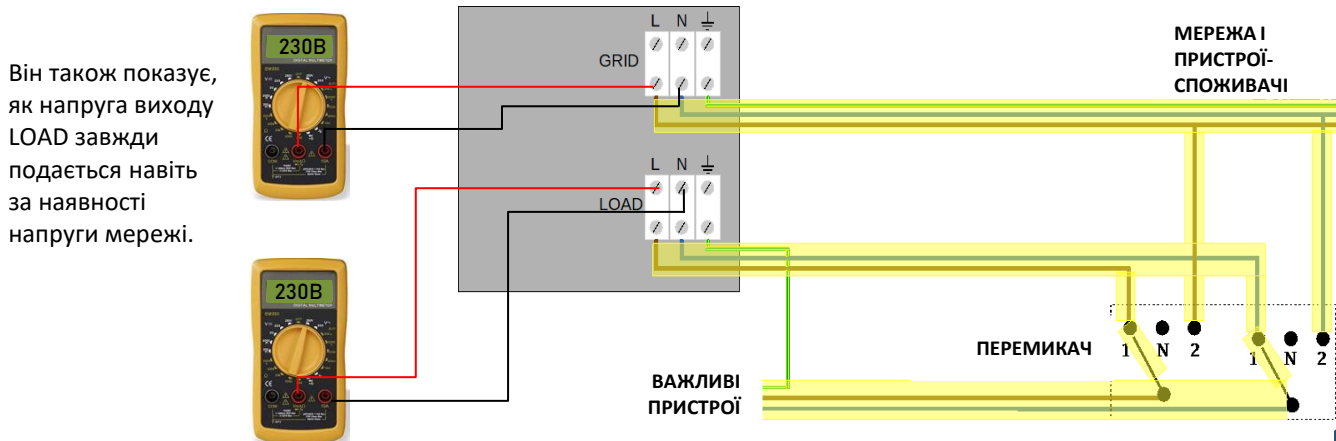 Він також показує,
як напруга виходу
LOAD завжди
подається навіть
за наявності
напруги мережі.
230В
230В
L N
GRID
L N
LOAD
МЕРЕЖА І
ПРИСТРОЇ-
СПОЖИВАЧІ
ПЕРЕМИКАЧ
1 N 2
1 N 2
ВАЖЛИВІ
ПРИСТРОЇ